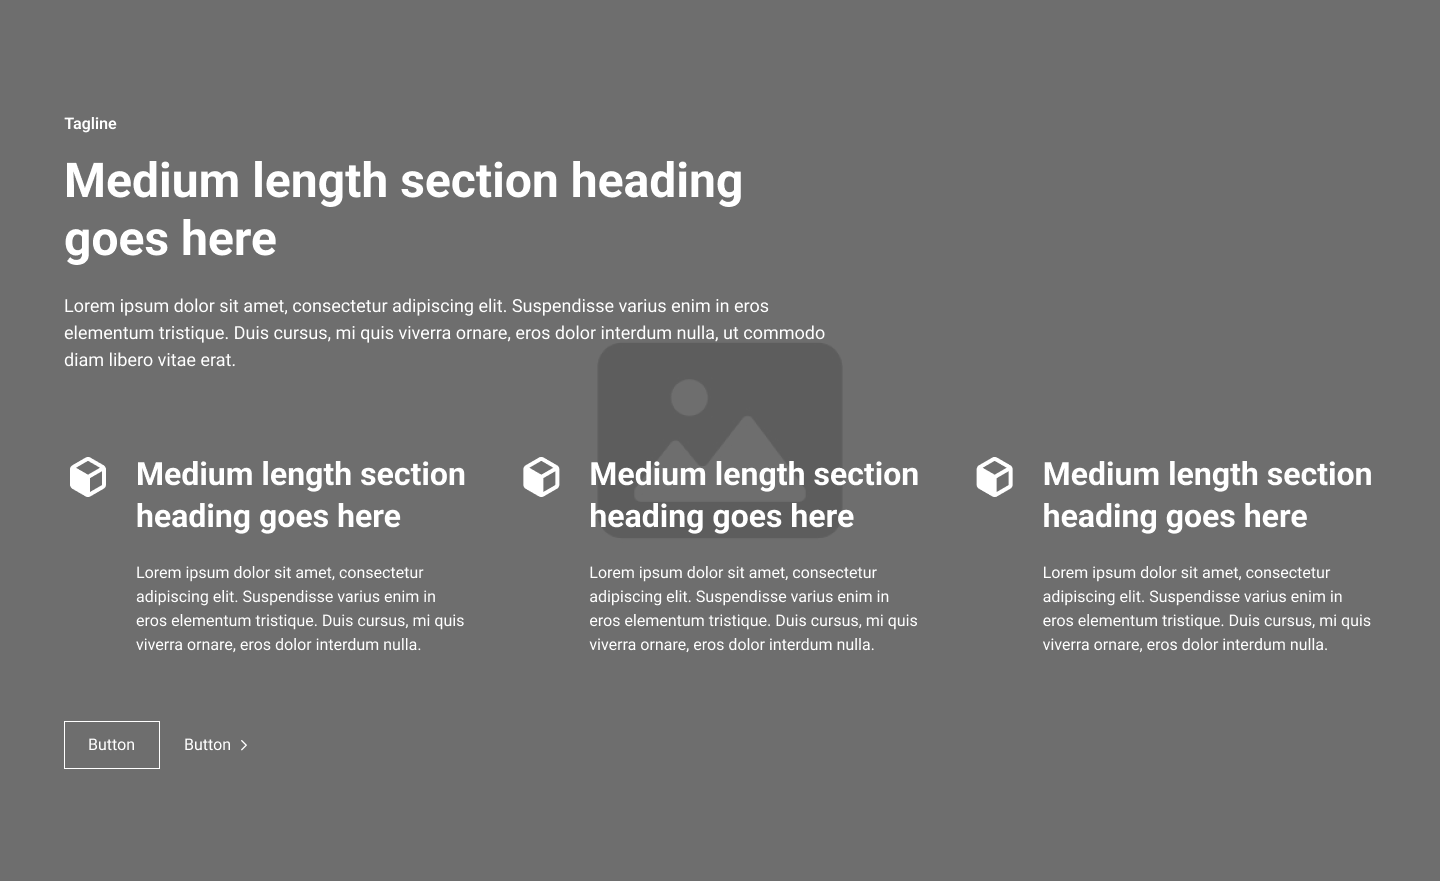 Tagline
Medium length section heading
goes here
Lorem ipsum dolor sit amet, consectetur adipiscing elit. Suspendisse varius enim in eros
elementum tristique. Duis cursus, mi quis viverra ornare, eros dolor interdum nulla, ut commodo
diam libero vitae erat.
Medium length section
heading goes here
Lorem ipsum dolor sit amet, consectetur
adipiscing elit. Suspendisse varius enim in
eros elementum tristique. Duis cursus, mi quis
viverra ornare, eros dolor interdum nulla.
Medium length section
heading goes here
Lorem ipsum dolor sit amet, consectetur
adipiscing elit. Suspendisse varius enim in
eros elementum tristique. Duis cursus, mi quis
viverra ornare, eros dolor interdum nulla.
Medium length section
heading goes here
Lorem ipsum dolor sit amet, consectetur
adipiscing elit. Suspendisse varius enim in
eros elementum tristique. Duis cursus, mi quis
viverra ornare, eros dolor interdum nulla.
Button
Button